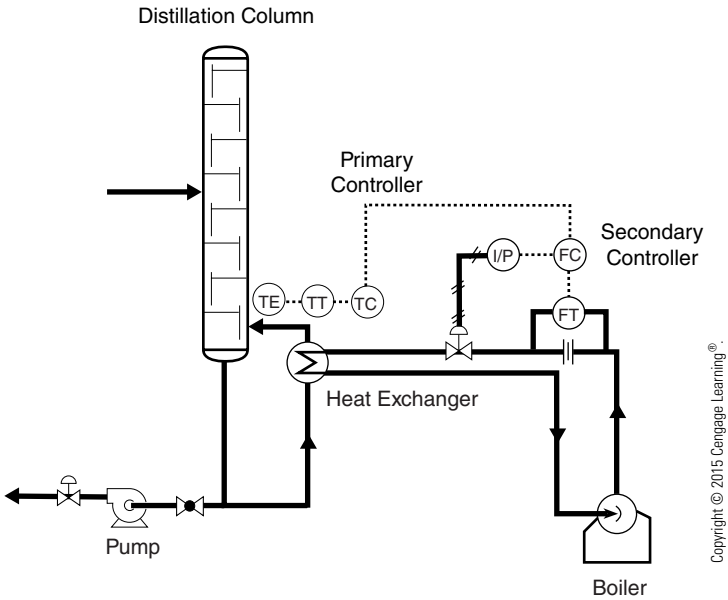 Distillation Column
Primary
Controller
Secondary
Controller
I/P
FC
TE
TT
TC
FT
Heat Exchanger
Pump
Boiler
Copyright © 2015 Cengage Learning®.